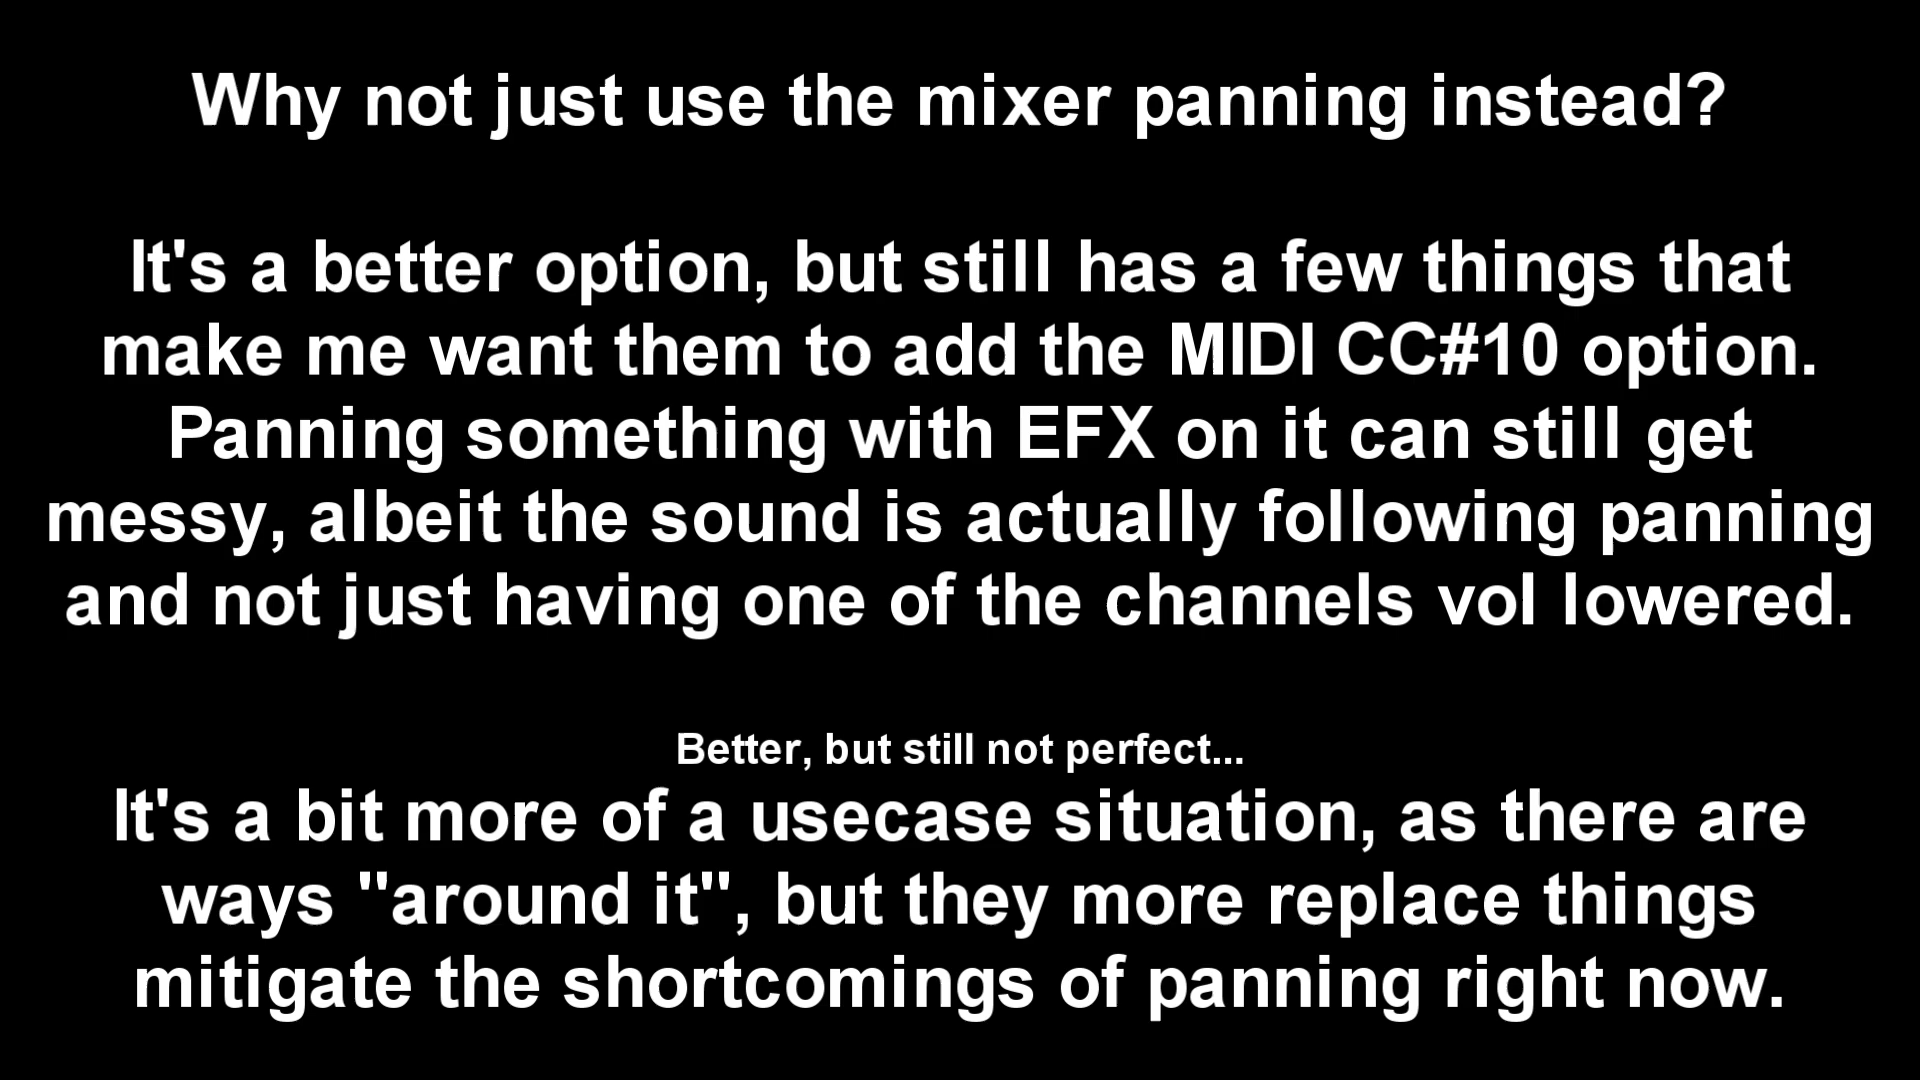 Why not just use the mixer panning instead?
It's a better option, but still has a few things that
make me want them to add the MIDI CC#10 option.
Panning something with EFX on it can still get
messy, albeit the sound is actually following panning
and not just having one of the channels vol lowered.
Better, but still not perfect...
It's a bit more of a usecase situation, as there are
ways "around it", but they more replace things
mitigate the shortcomings of panning right now.